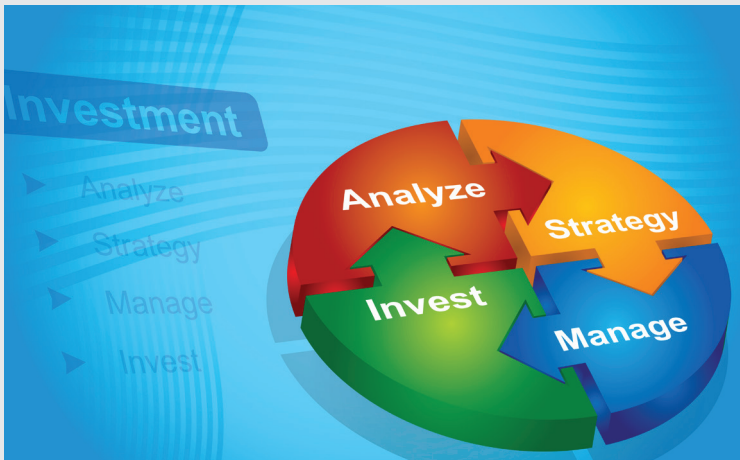 Investment
Analyze
Strategy
Manage
Invest
Analyze
Strategy
Invest
Manage